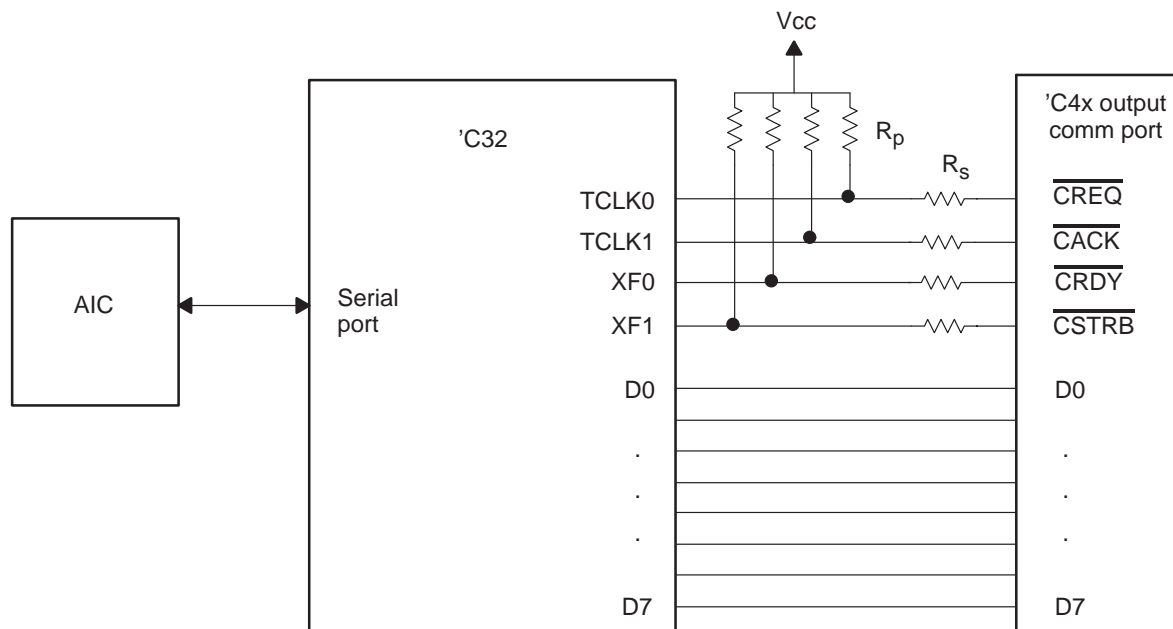 Vcc
'C32
'C4x output
comm port
Rp
Rs
TCLK0
CREQ
TCLK1
CACK
AIC
Serial
port
XF0
CRDY
XF1
CSTRB
D0
D0
.
.
.
.
.
.
D7
D7